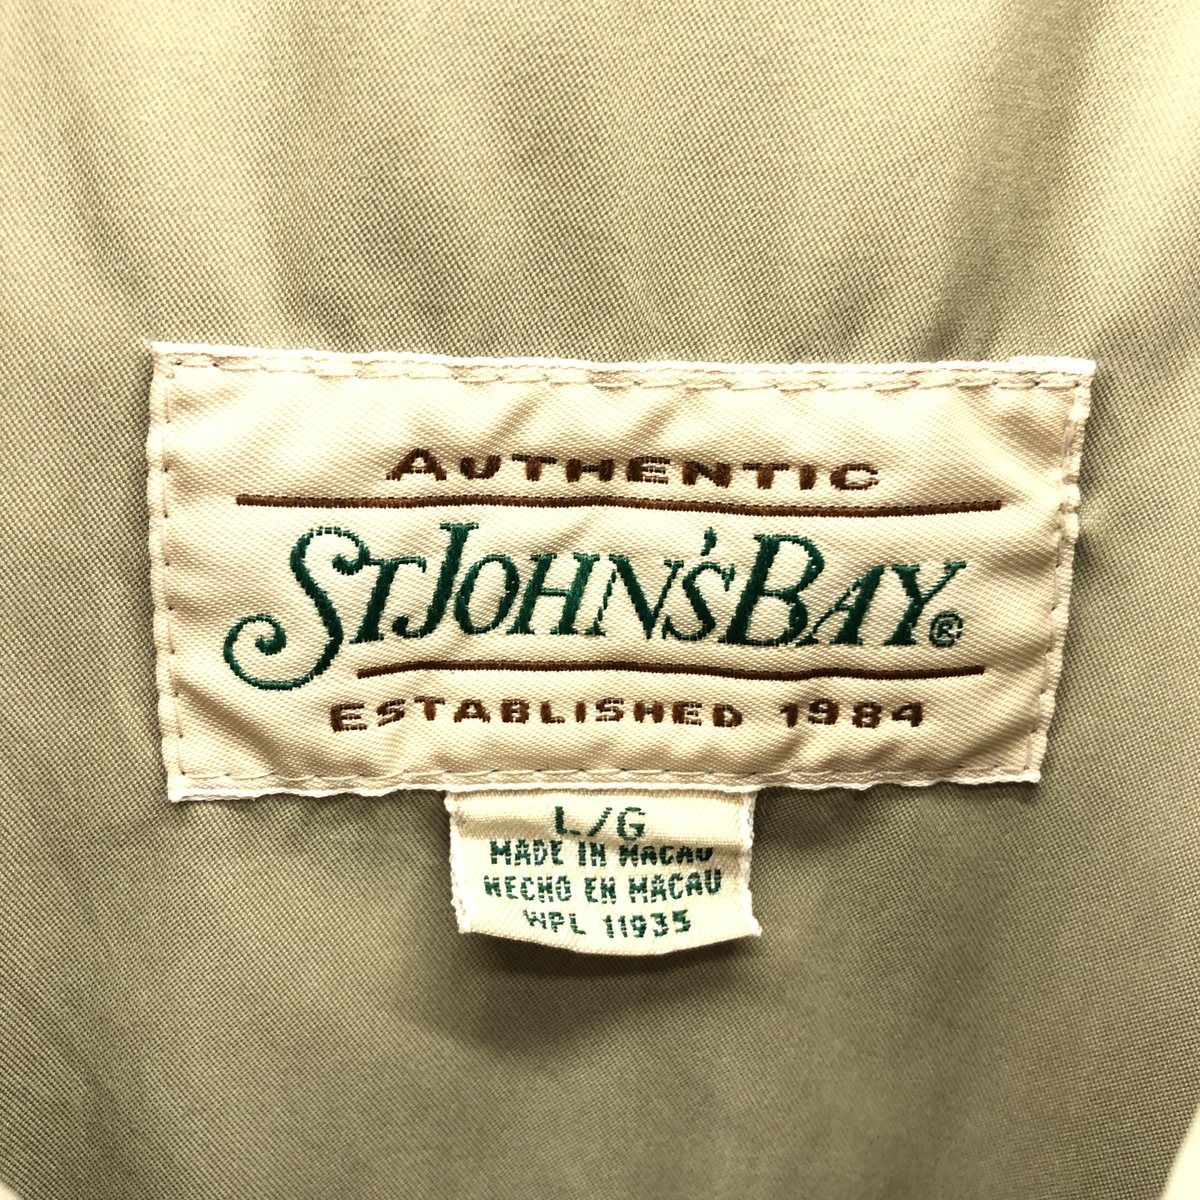 AUTHENTIC
ST JOHN'S BAY®
ESTABLISHED 1984
L/G
MADE IN MACAU
HECHO EN MACAU
WPL 11935